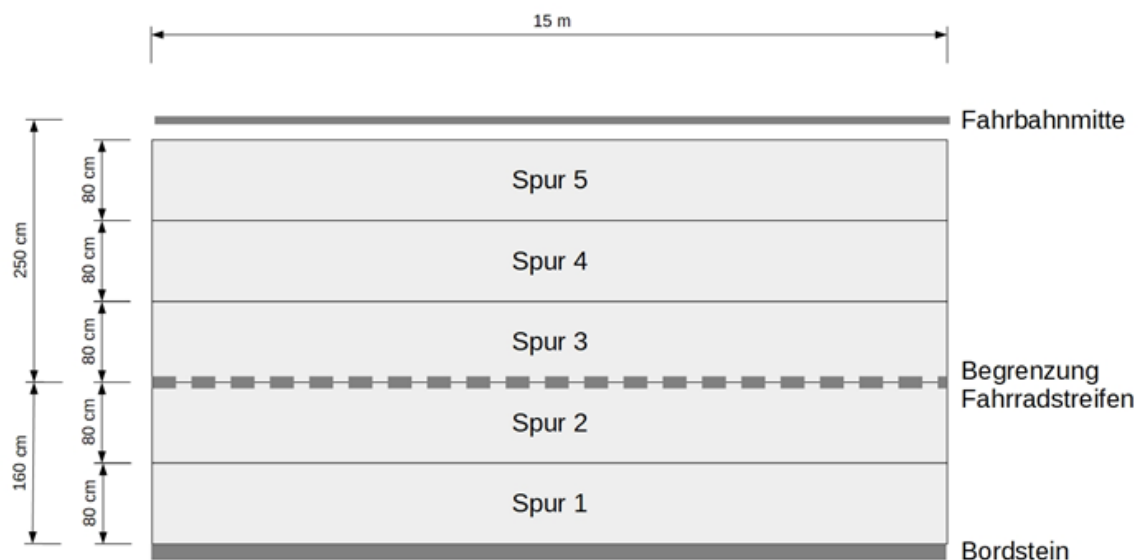 15 m
Fahrbahnmitte
80 cm
Spur 5
250 cm
80 cm
Spur 4
80 cm
Spur 3
Begrenzung
Fahrradstreifen
160 cm
80 cm
Spur 2
80 cm
Spur 1
Bordstein